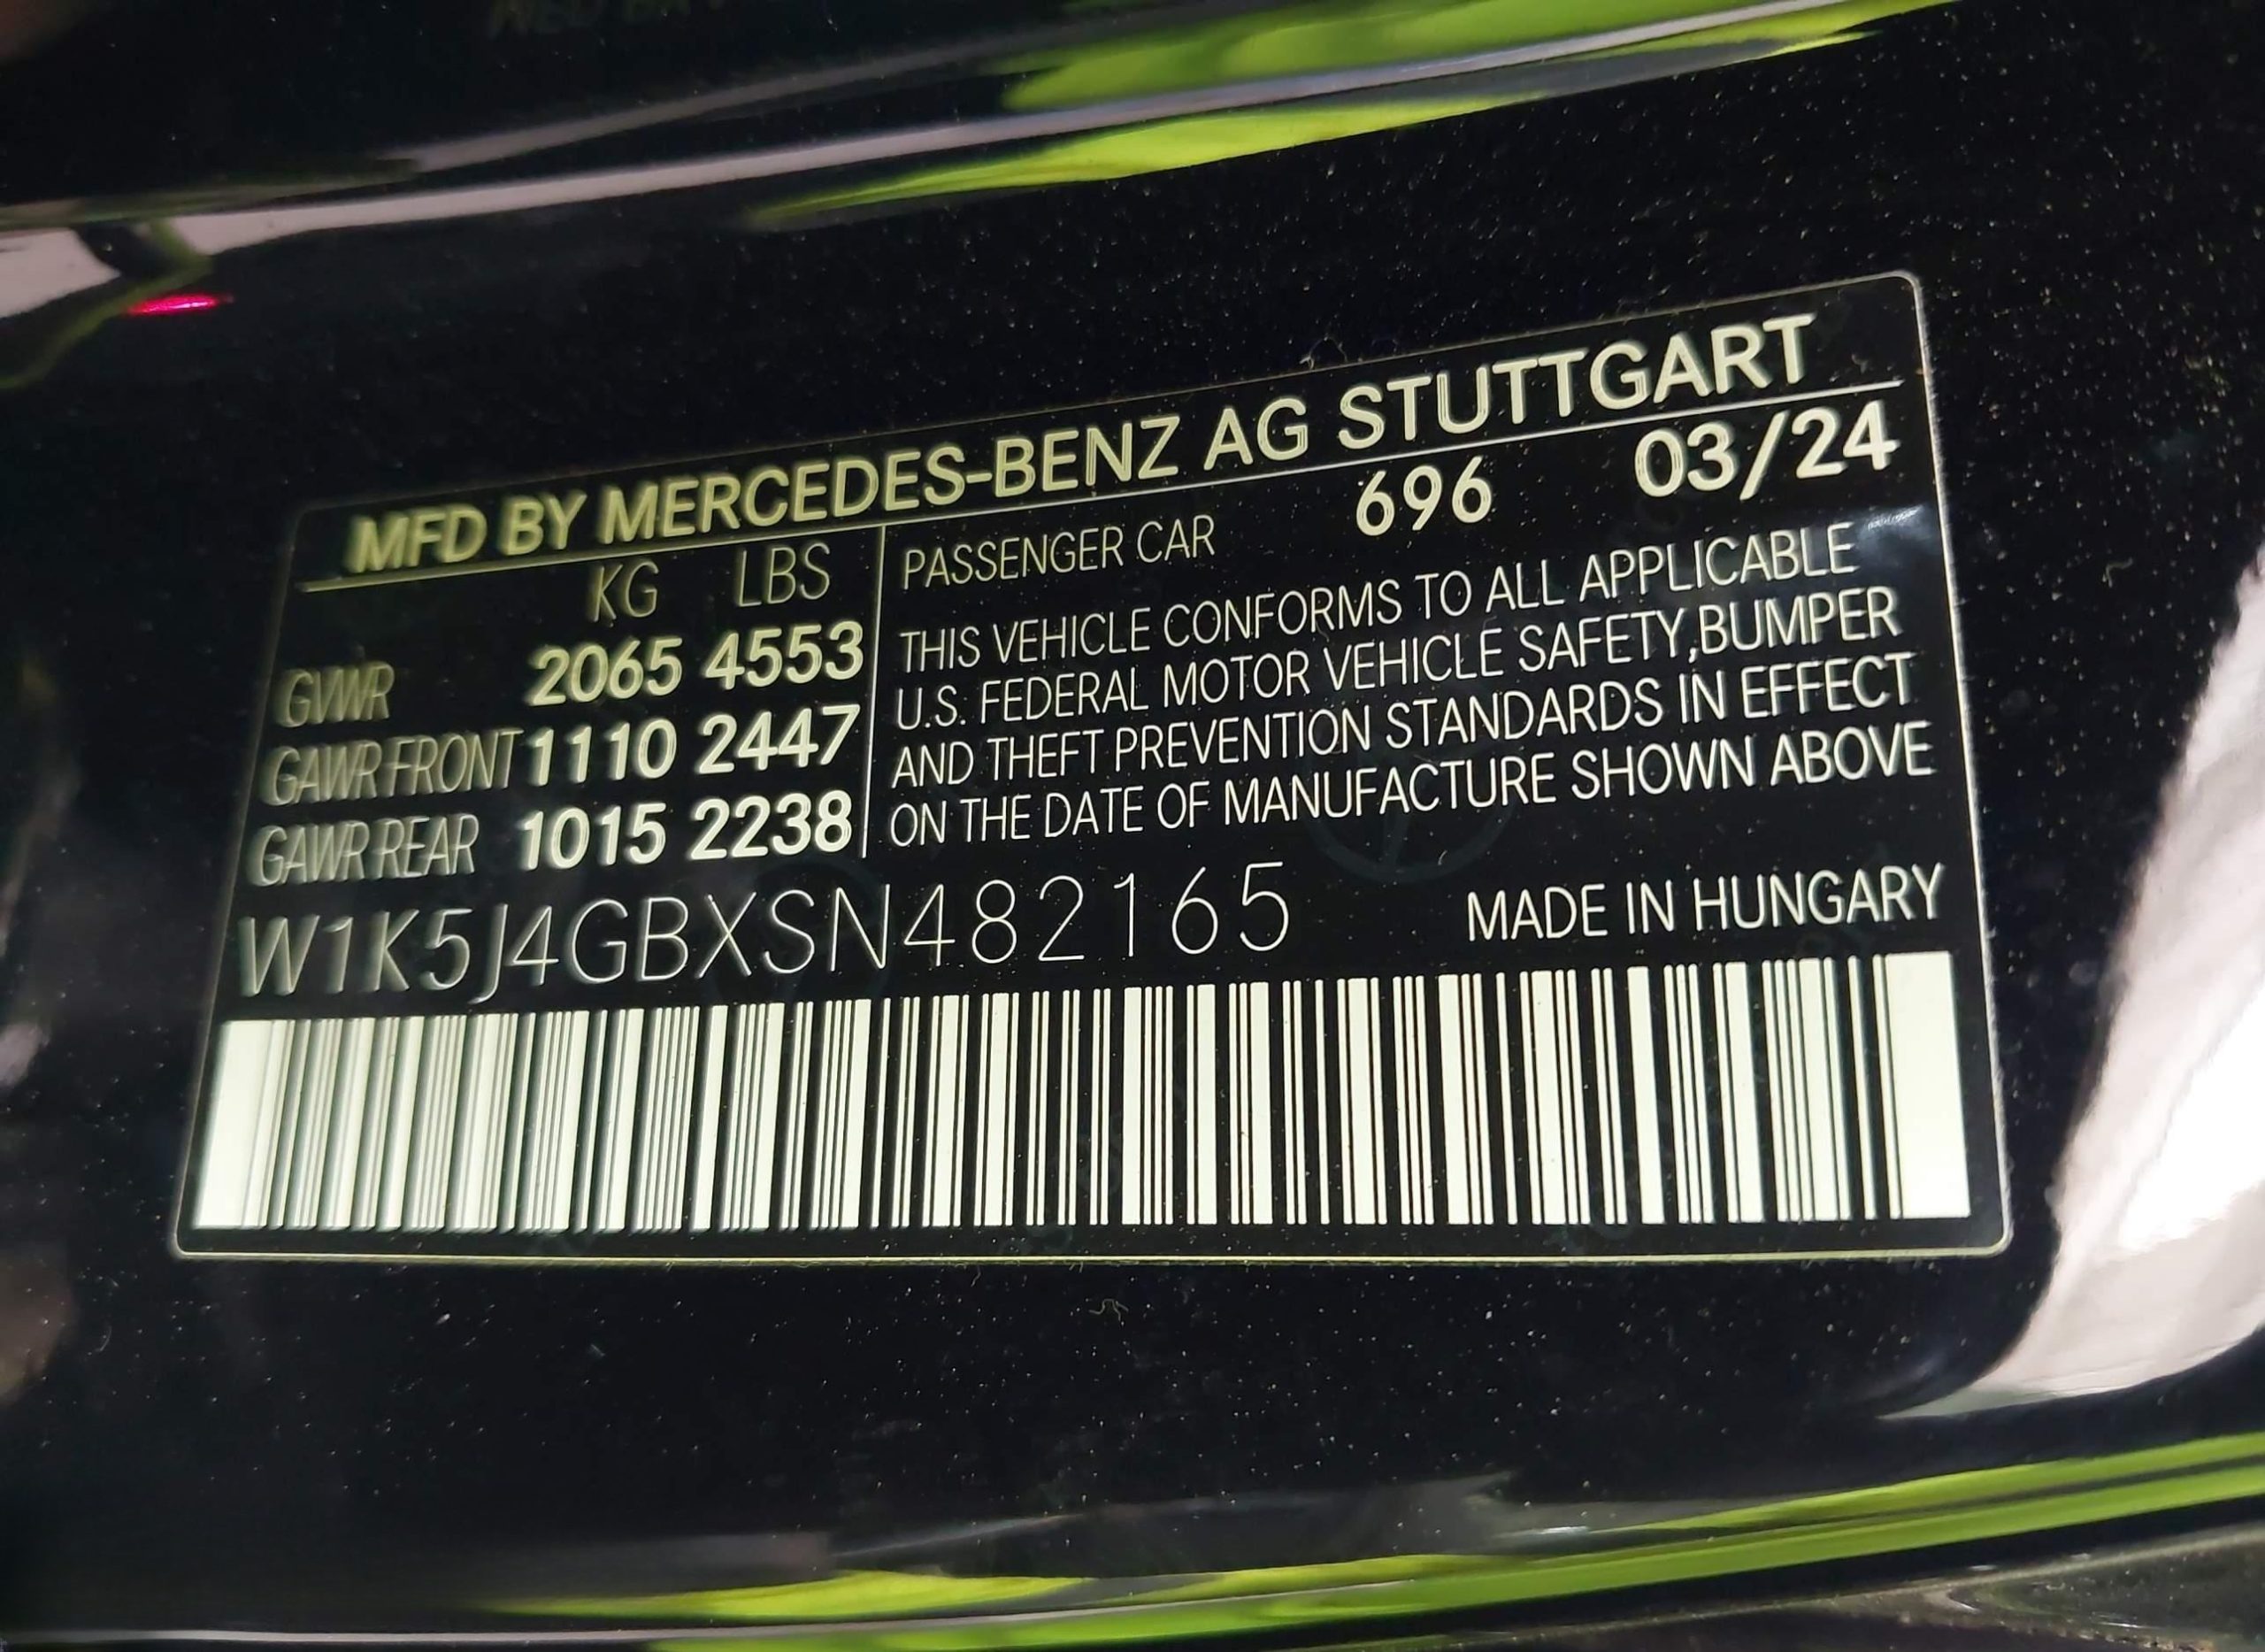 MFD BY MERCEDES-BENZ AG STUTTGART
KG LBS
GVWR 2065 4553
GAWR FRONT 1110 2447
GAWR REAR 1015 2238
PASSENGER CAR 696 03/24
THIS VEHICLE CONFORMS TO ALL APPLICABLE
U.S. FEDERAL MOTOR VEHICLE SAFETY,BUMPER
AND THEFT PREVENTION STANDARDS IN EFFECT
ON THE DATE OF MANUFACTURE SHOWN ABOVE
W1K5J4GBXSN482165 MADE IN HUNGARY